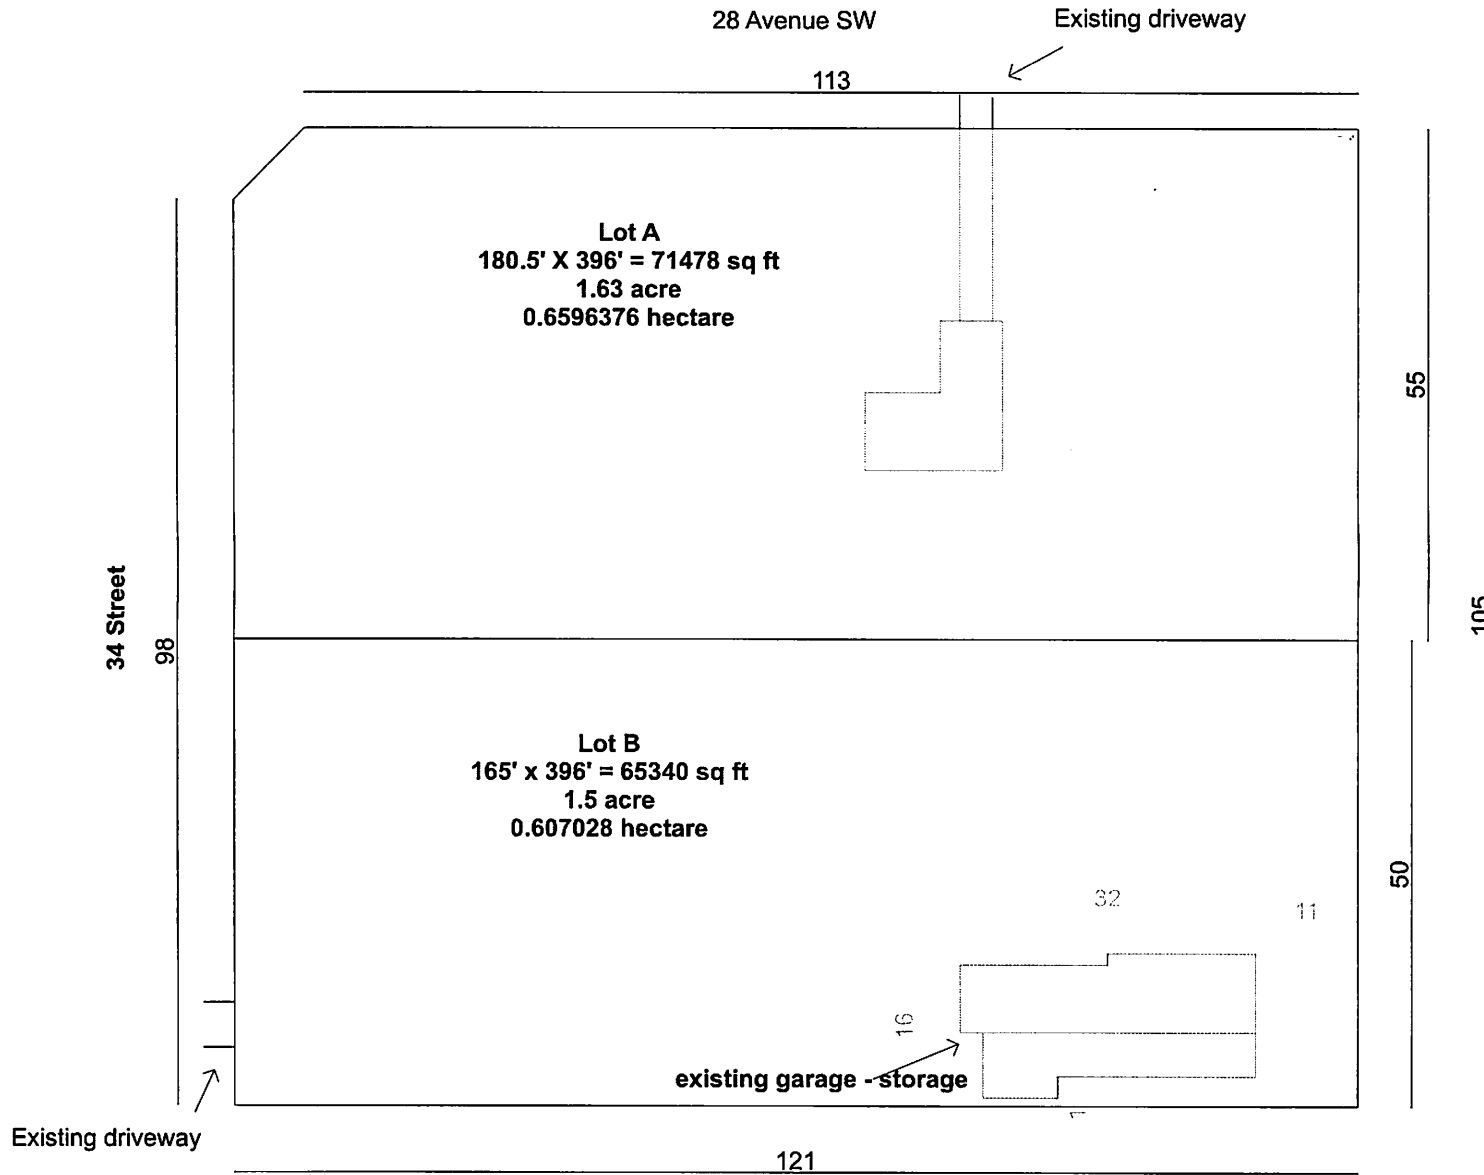 28 Avenue SW
Existing driveway
113
Lot A
180.5' X 396' = 71478 sq ft
1.63 acre
0.6596376 hectare
55
34 Street
98
105
Lot B
165' x 396' = 65340 sq ft
1.5 acre
0.607028 hectare
50
32
11
16
existing garage - storage
Existing driveway
1
121